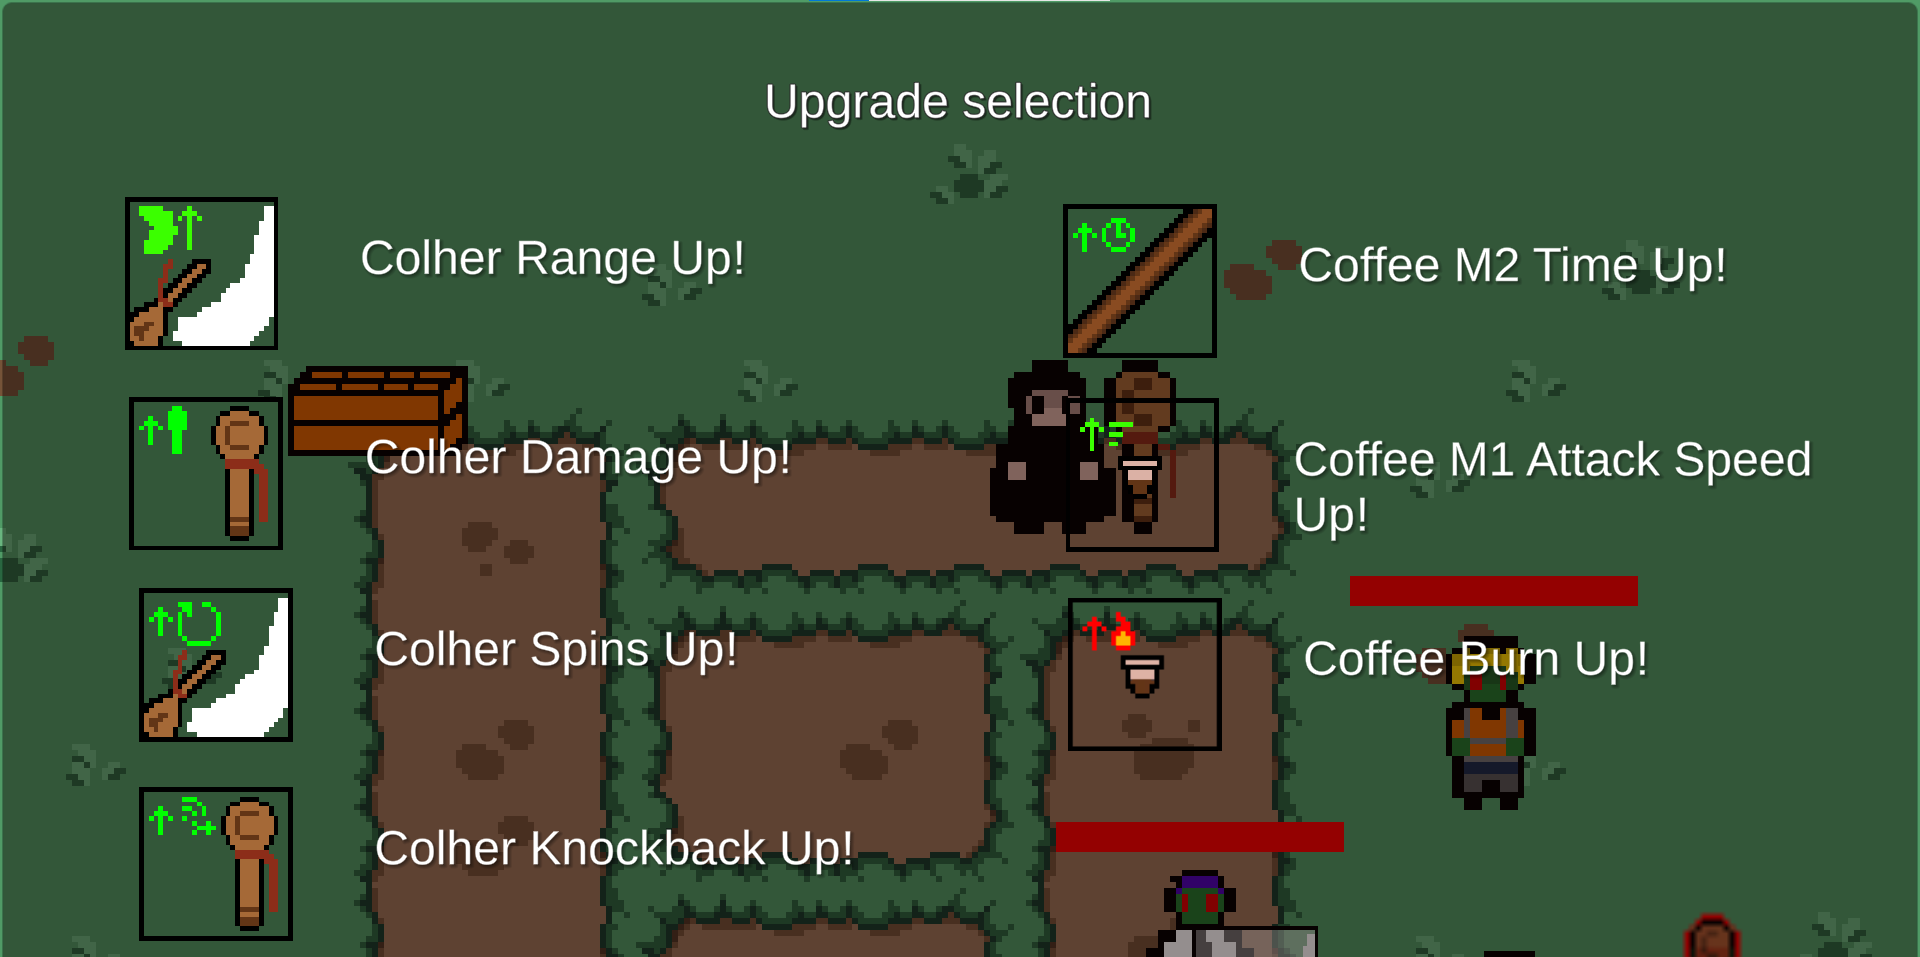 Upgrade selection
Colher Range Up!
Coffee M2 Time Up!
Colher Damage Up!
Coffee M1 Attack Speed
Up!
Colher Spins Up!
Coffee Burn Up!
Colher Knockback Up!